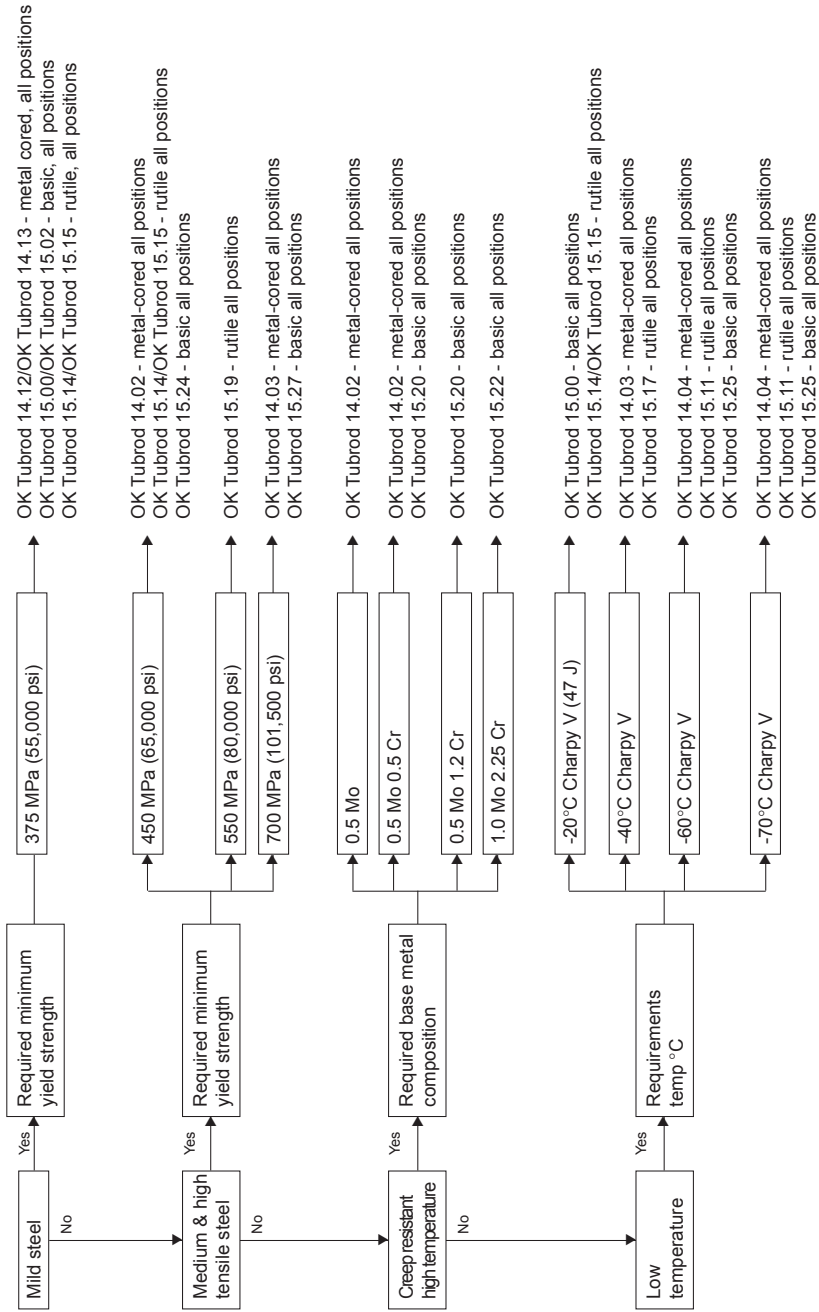 Mild steel
Yes
Required minimum
yield strength
375 MPa (55,000 psi)
OK Tubrod 14.12/OK Tubrod 14.13 - metal cored, all positions
OK Tubrod 15.00/OK Tubrod 15.02 - basic, all positions
OK Tubrod 15.14/OK Tubrod 15.15 - rutile, all positions
No
Medium & high
tensile steel
Yes
Required minimum
yield strength
450 MPa (65,000 psi)
OK Tubrod 14.02 - metal-cored all positions
OK Tubrod 15.14/OK Tubrod 15.15 - rutile all positions
OK Tubrod 15.24 - basic all positions
550 MPa (80,000 psi)
OK Tubrod 15.19 - rutile all positions
700 MPa (101,500 psi)
OK Tubrod 14.03 - metal-cored all positions
OK Tubrod 15.27 - basic all positions
No
Creep resistant
high temperature
Yes
Required base metal
composition
0.5 Mo
OK Tubrod 14.02 - metal-cored all positions
0.5 Mo 0.5 Cr
OK Tubrod 14.02 - metal-cored all positions
OK Tubrod 15.20 - basic all positions
0.5 Mo 1.2 Cr
OK Tubrod 15.20 - basic all positions
1.0 Mo 2.25 Cr
OK Tubrod 15.22 - basic all positions
No
Low
temperature
Yes
Requirements
temp °C
-20°C Charpy V (47 J)
OK Tubrod 15.00 - basic all positions
OK Tubrod 15.14/OK Tubrod 15.15 - rutile all positions
-40°C Charpy V
OK Tubrod 14.03 - metal-cored all positions
OK Tubrod 15.17 - rutile all positions
-60°C Charpy V
OK Tubrod 14.04 - metal-cored all positions
OK Tubrod 15.11 - rutile all positions
OK Tubrod 15.25 - basic all positions
-70°C Charpy V
OK Tubrod 14.04 - metal-cored all positions
OK Tubrod 15.11 - rutile all positions
OK Tubrod 15.25 - basic all positions